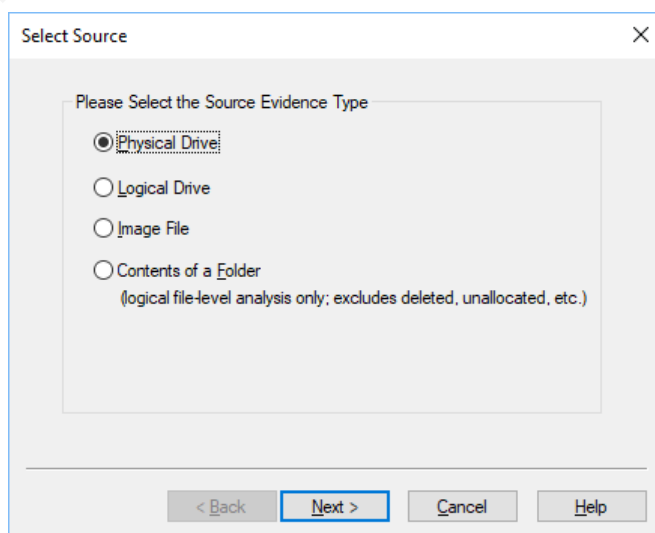 Select Source
Please Select the Source Evidence Type
Physical Drive
Logical Drive
Image File
Contents of a Folder
(logical file-level analysis only; excludes deleted, unallocated, etc.)
< Back Next > Cancel Help